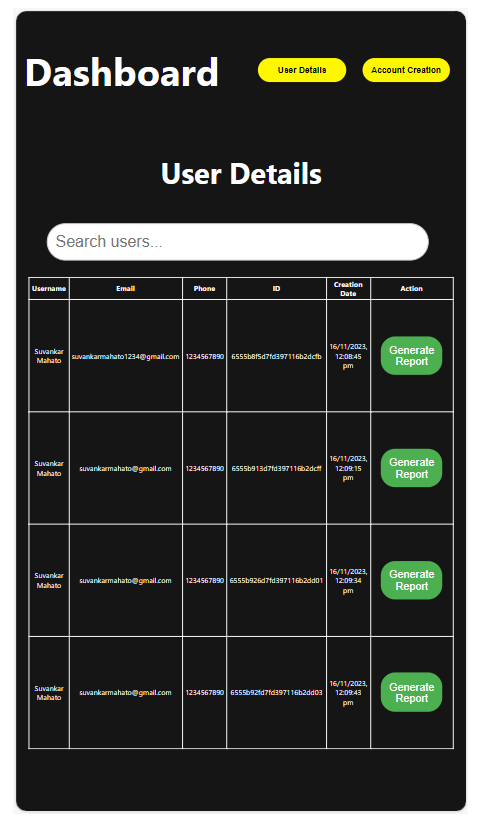 Dashboard
User Details
Account Creation
User Details
Search users...
Username Email Phone ID Creation Date Action
Suvankar Mahato suvankarmahato1234@gmail.com 1234567890 6555b8f5d7fd397116b2dcfb 16/11/2023, 12:08:45 pm Generate Report
Suvankar Mahato suvankarmahato@gmail.com 1234567890 6555b913d7fd397116b2dcff 16/11/2023, 12:09:15 pm Generate Report
Suvankar Mahato suvankarmahato@gmail.com 1234567890 6555b926d7fd397116b2dd01 16/11/2023, 12:09:34 pm Generate Report
Suvankar Mahato suvankarmahato@gmail.com 1234567890 6555b92fd7fd397116b2dd03 16/11/2023, 12:09:43 pm Generate Report